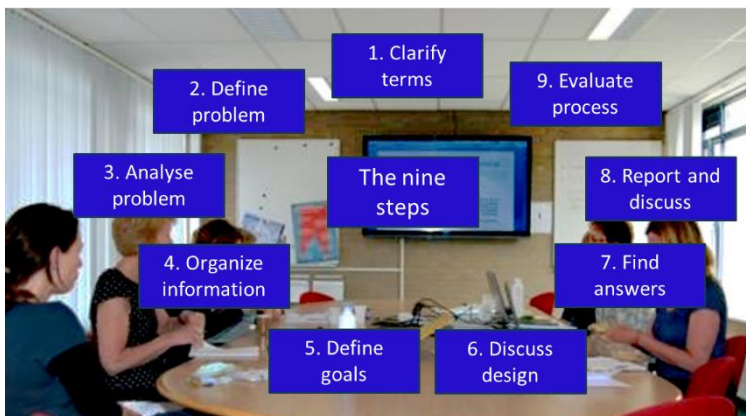 1. Clarify
terms
2. Define
problem
3. Analyse
problem
4. Organize
information
5. Define
goals
6. Discuss
design
7. Find
answers
8. Report and
discuss
9. Evaluate
process
The nine
steps